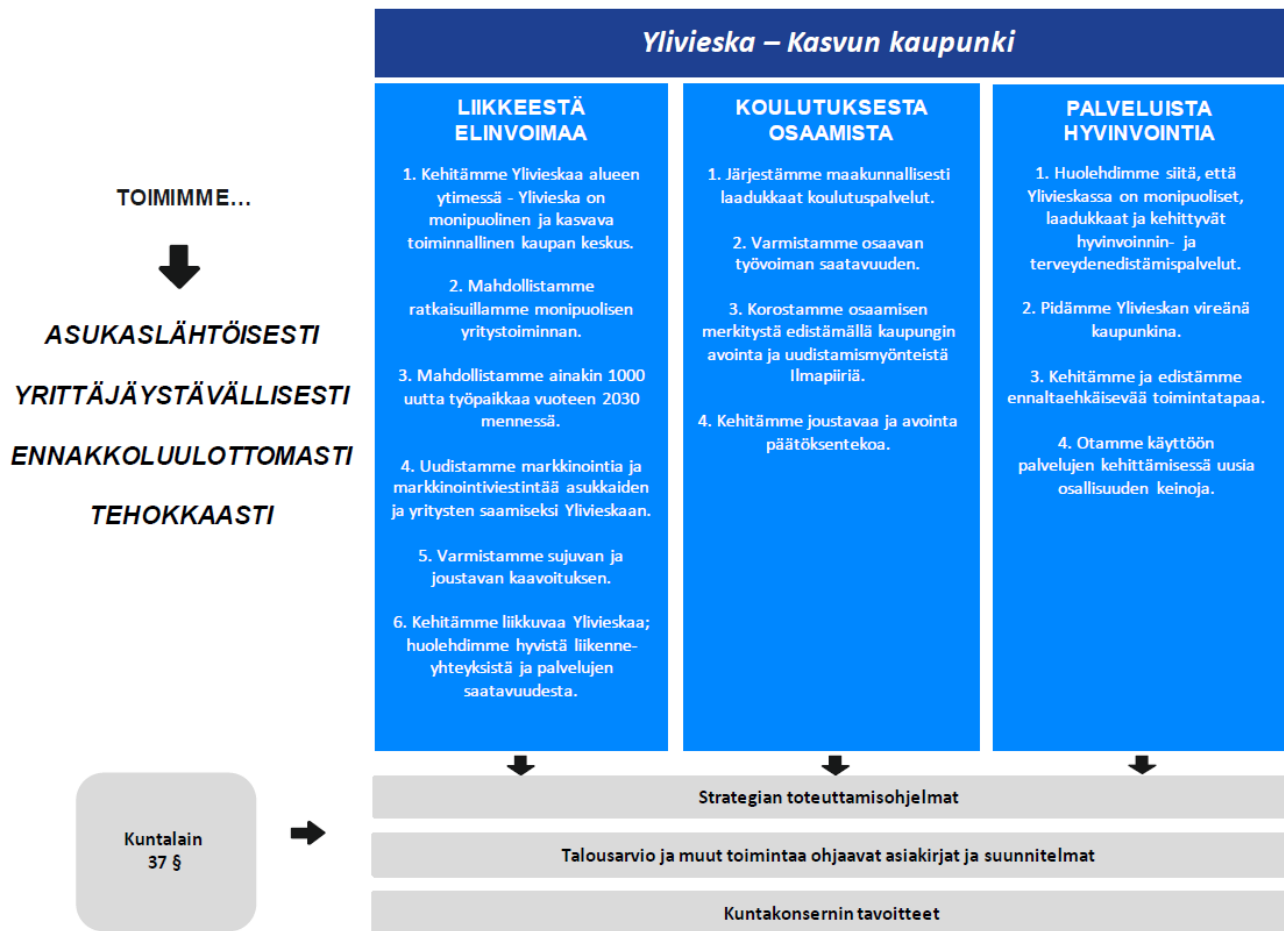 Ylivieska – Kasvun kaupunki
TOIMIMME...
ASUKASLÄHTÖISESTI
YRITTÄJÄYSTÄVÄLLISESTI
ENNAKKOLUULOTTOMASTI
TEHOKKAASTI
LIIKKEESTÄ
ELINVOIMAA
1. Kehitämme Ylivieskaa alueen
ytimessä - Ylivieska on
monipuolinen ja kasvava
toiminnallinen kaupan keskus.
2. Mahdollistamme
ratkaisuillamme monipuolisen
yritystoiminnan.
3. Mahdollistamme ainakin 1000
uutta työpaikkaa vuoteen 2030
mennessä.
4. Uudistamme markkinointia ja
markkinointiviestintää asukkaiden
ja yritysten saamiseksi Ylivieskaan.
5. Varmistamme sujuvan ja
joustavan kaavoituksen.
6. Kehitämme liikkuvaa Ylivieskaa;
huolehdimme hyvistä liikenne-
yhteyksistä ja palvelujen
saatavuudesta.
KOULUTUKSESTA
OSAAMISTA
1. Järjestämme maakunnallisesti
laadukkaat koulutuspalvelut.
2. Varmistamme osaavan
työvoiman saatavuuden.
3. Korostamme osaamisen
merkitystä edistämällä kaupungin
avointa ja uudistamismyönteistä
Ilmapiiriä.
4. Kehitämme joustavaa ja avointa
päätöksentekoa.
PALVELUISTA
HYVINVOINTIA
1. Huolehdimme siitä, että
Ylivieskassa on monipuoliset,
laadukkaat ja kehittyvät
hyvinvoinnin- ja
terveydenedistämispalvelut.
2. Pidämme Ylivieskan vireänä
kaupunkina.
3. Kehitämme ja edistämme
ennaltaehkäisevää toimintatapaa.
4. Otamme käyttöön
palvelujen kehittämisessä uusia
osallisuuden keinoja.
Kuntalain
37 §
Strategian toteuttamisohjelmat
Talousarvio ja muut toimintaa ohjaavat asiakirjat ja suunnitelmat
Kuntakonsernin tavoitteet